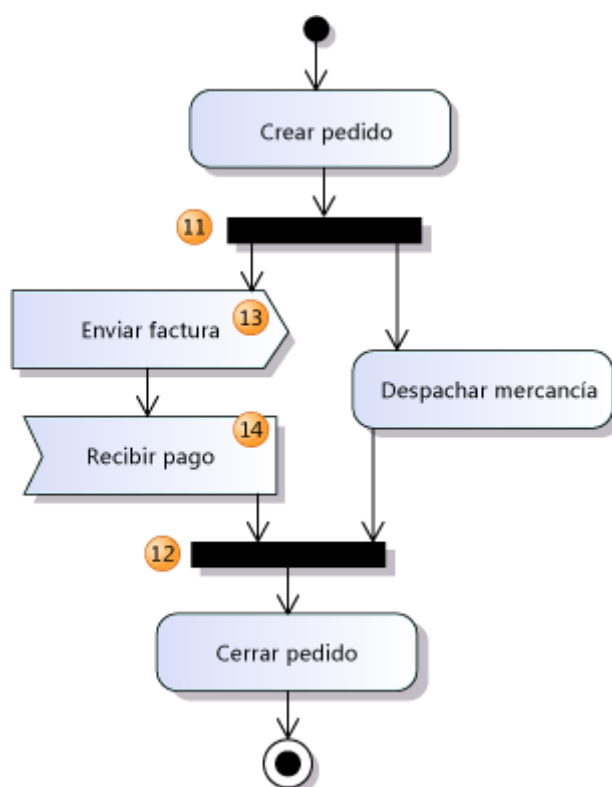 Crear pedido
11
13
Enviar factura
Despachar mercancía
14
Recibir pago
12
Cerrar pedido